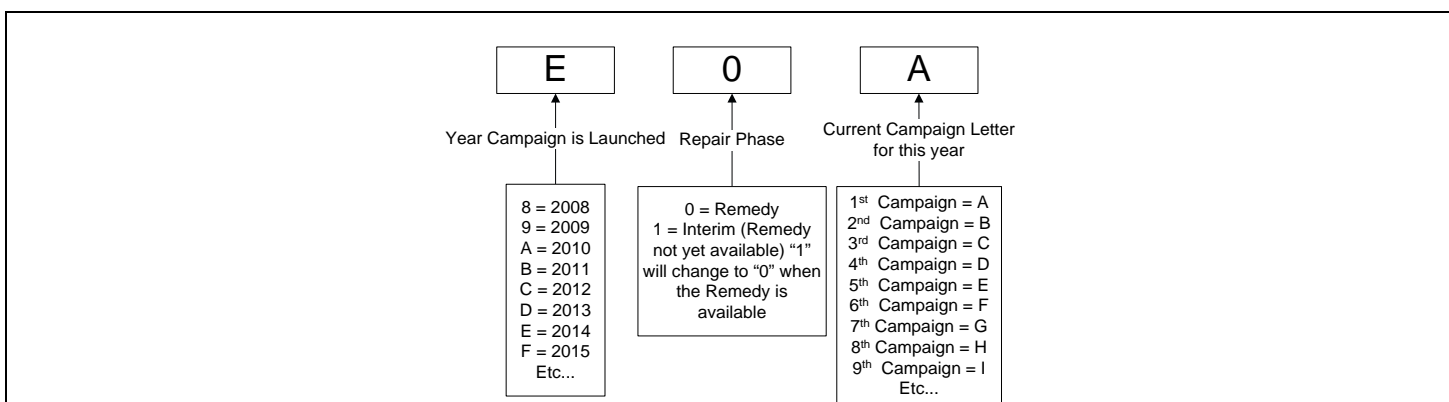 E
0
A
Year Campaign is Launched
Repair Phase
Current Campaign Letter
for this year
8 = 2008
9 = 2009
A = 2010
B = 2011
C = 2012
D = 2013
E = 2014
F = 2015
Etc...
0 = Remedy
1 = Interim (Remedy
not yet available) “1”
will change to “0” when
the Remedy is
available
1st Campaign = A
2nd Campaign = B
3rd Campaign = C
4th Campaign = D
5th Campaign = E
6th Campaign = F
7th Campaign = G
8th Campaign = H
9th Campaign = I
Etc...